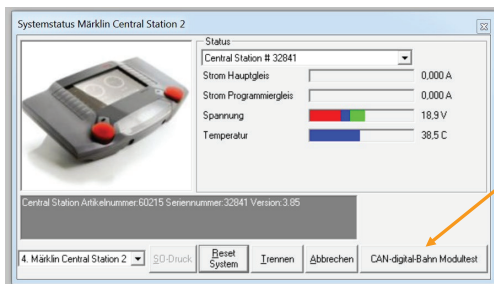 Systemstatus Märklin Central Station 2
Status
Central Station # 32841
Strom Hauptgleis 0,000 A
Strom Programmiergleis 0,000 A
Spannung 18,9 V
Temperatur 38,5 C
Central Station Artikelnummer:60215 Seriennummer:32841 Version:3.85
4. Märklin Central Station 2 SO-Druck Reset System Trennen Abbrechen CAN-digital-Bahn Modultest